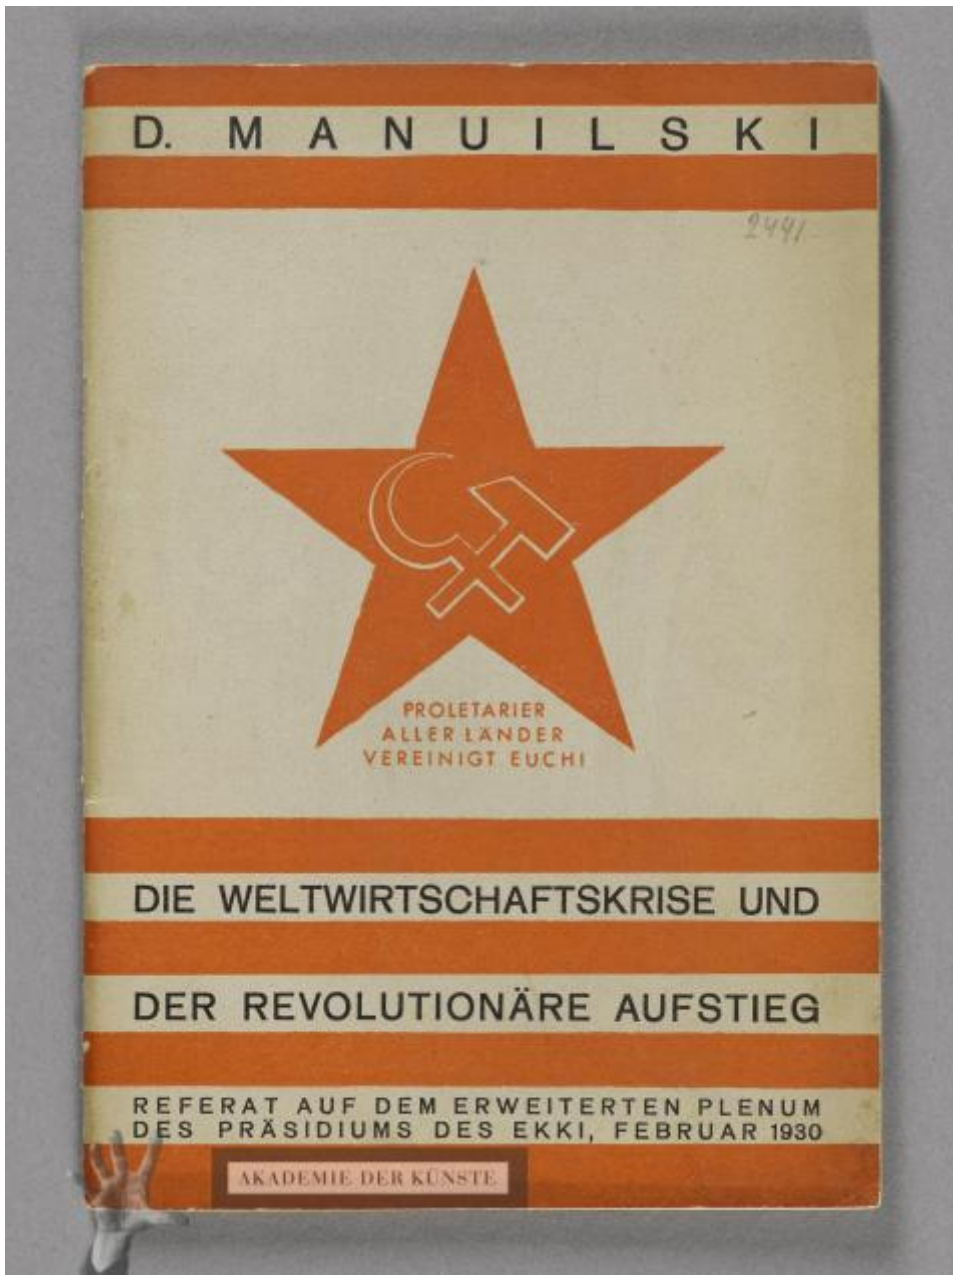 D. MANUILSKI
2441
PROLETARIER
ALLER LÄNDER
VEREINIGT EUCH!
DIE WELTWIRTSCHAFTSKRISE UND
DER REVOLUTIONÄRE AUFSTIEG
REFERAT AUF DEM ERWEITERTEN PLENUM
DES PRÄSIDIUMS DES EKKI, FEBRUAR 1930
AKADEMIE DER KÜNSTE